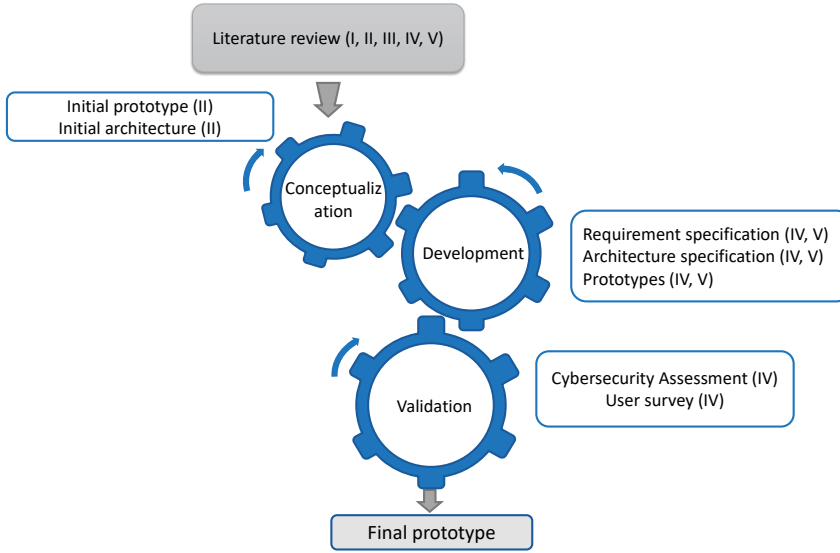 Literature review (I, II, III, IV, V)
Initial prototype (II)
Initial architecture (II)
Conceptualiz
ation
Development
Requirement specification (IV, V)
Architecture specification (IV, V)
Prototypes (IV, V)
Validation
Cybersecurity Assessment (IV)
User survey (IV)
Final prototype